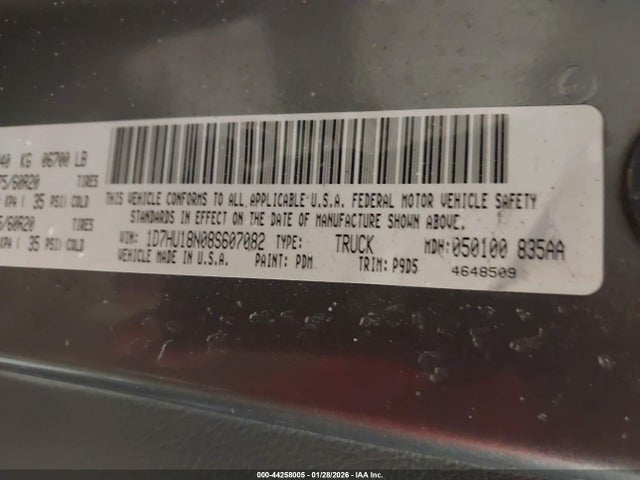 40 KG 06700 LB
75/60R20 TIRES
KPA ( 35 PSI) COLD
5/60R20 TIRES
KPA ( 35 PSI) COLD
THIS VEHICLE CONFORMS TO ALL APPLICABLE U.S.A. FEDERAL MOTOR VEHICLE SAFETY
STANDARDS IN EFFECT ON THE DATE OF MANUFACTURE SHOWN ABOVE.
VIN: 1D7HU18N08S607082 TYPE: TRUCK MDH: 050100 835AA
VEHICLE MADE IN U.S.A. PAINT: PDM TRIM: P9D5 4648509
000-44258005 - 01/28/2026 - IAA Inc.